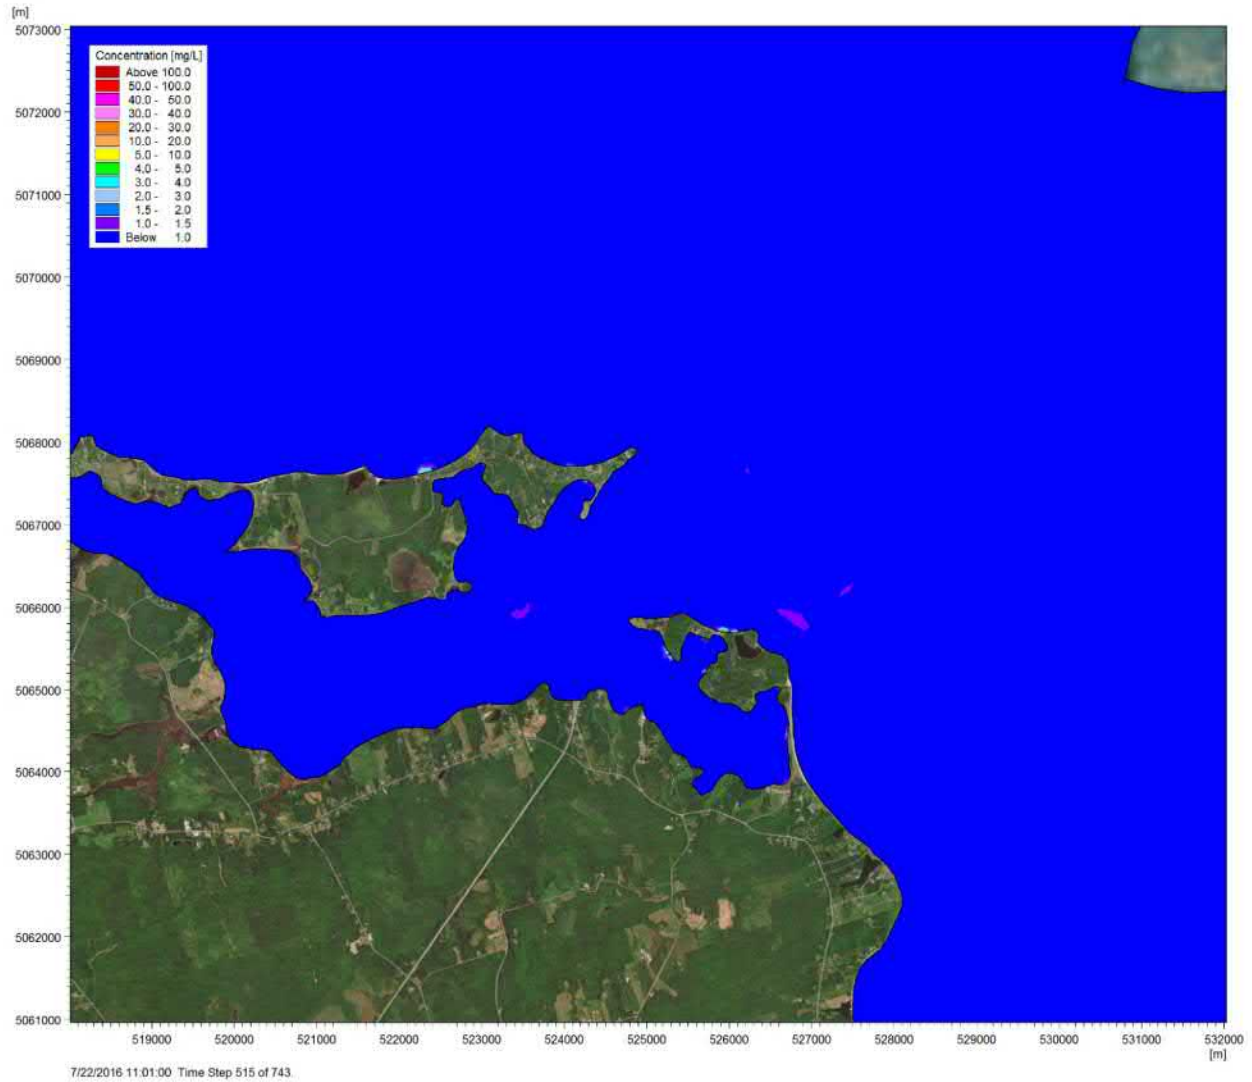 [m]
5073000
Concentration [mg/L]
Above 100.0
50.0 - 100.0
40.0 - 50.0
30.0 - 40.0
20.0 - 30.0
10.0 - 20.0
5.0 - 10.0
4.0 - 5.0
3.0 - 4.0
2.0 - 3.0
1.5 - 2.0
1.0 - 1.5
Below 1.0
5072000
5071000
5070000
5069000
5068000
5067000
5066000
5065000
5064000
5063000
5062000
5061000
519000 520000 521000 522000 523000 524000 525000 526000 527000 528000 529000 530000 531000 532000
[m]
7/22/2016 11:01:00 Time Step 515 of 743.